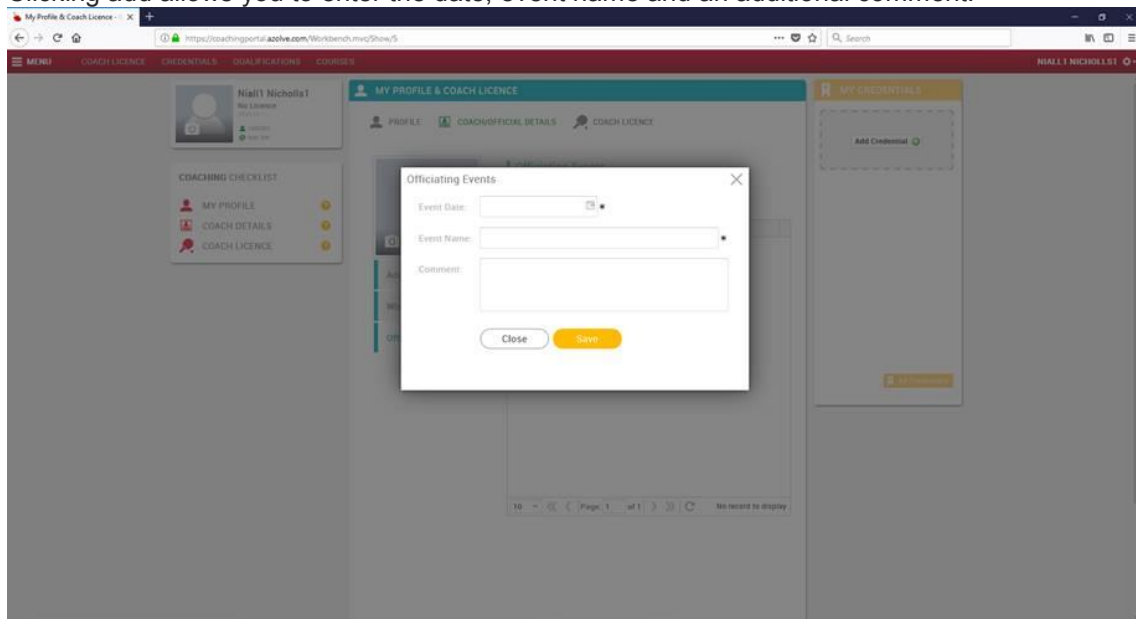 Clicking add allows you to enter the date, event name and an additional comment.
My Profile & Coach Licence -
https://coachingportal.azolve.com/Workbench.mvc/Show/5
Search
MENU COACH LICENCE CREDENTIALS QUALIFICATIONS COURSES NIALL1 NICHOLLS1
Niall1 Nicholls1
No Licence
MY PROFILE & COACH LICENCE
MY CREDENTIALS
PROFILE COACH/OFFICIAL DETAILS COACH LICENCE
Add Credential
COACHING CHECKLIST
MY PROFILE
COACH DETAILS
COACH LICENCE
Officiating Events
Event Date:
Event Name:
Comment:
Close Save
10 Page 1 of 1 No record to display